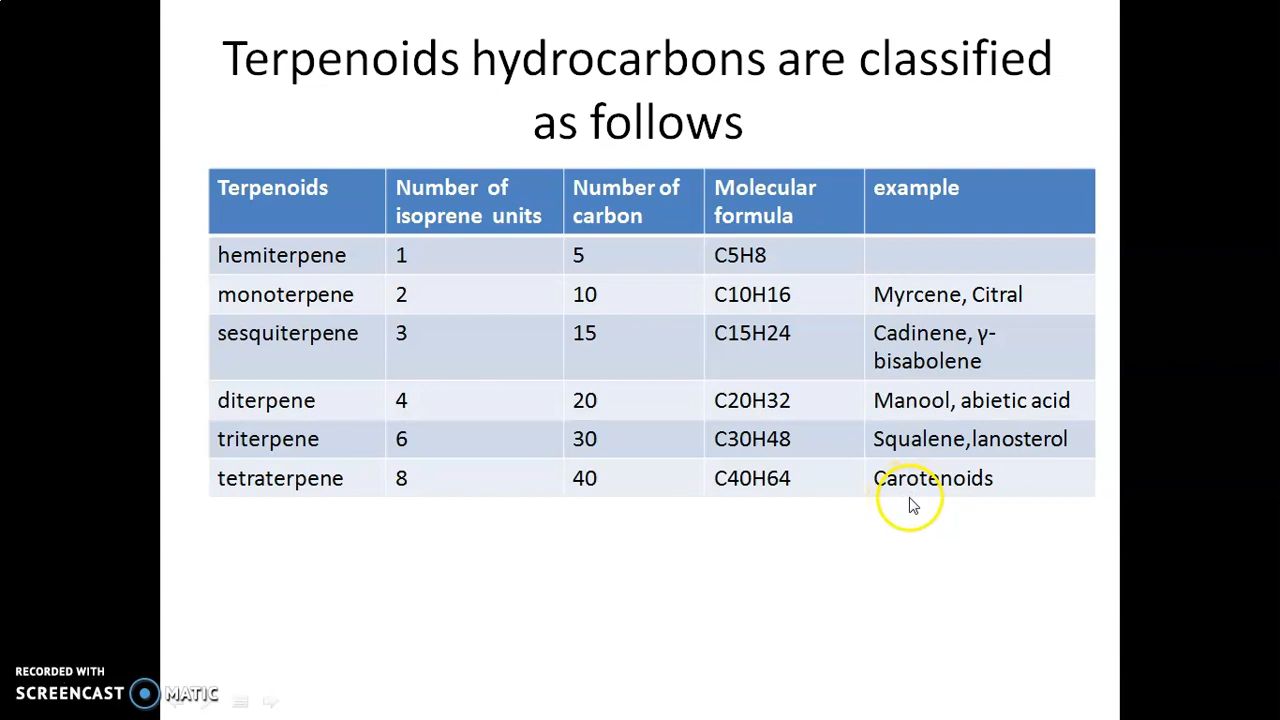 Terpenoids hydrocarbons are classified
as follows
Terpenoids Number of isoprene units Number of carbon Molecular formula example
hemiterpene 1 5 C5H8
monoterpene 2 10 C10H16 Myrcene, Citral
sesquiterpene 3 15 C15H24 Cadinene, γ-
bisabolene
diterpene 4 20 C20H32 Manool, abietic acid
triterpene 6 30 C30H48 Squalene,lanosterol
tetraterpene 8 40 C40H64 Carotenoids
RECORDED WITH
SCREENCAST MATIC